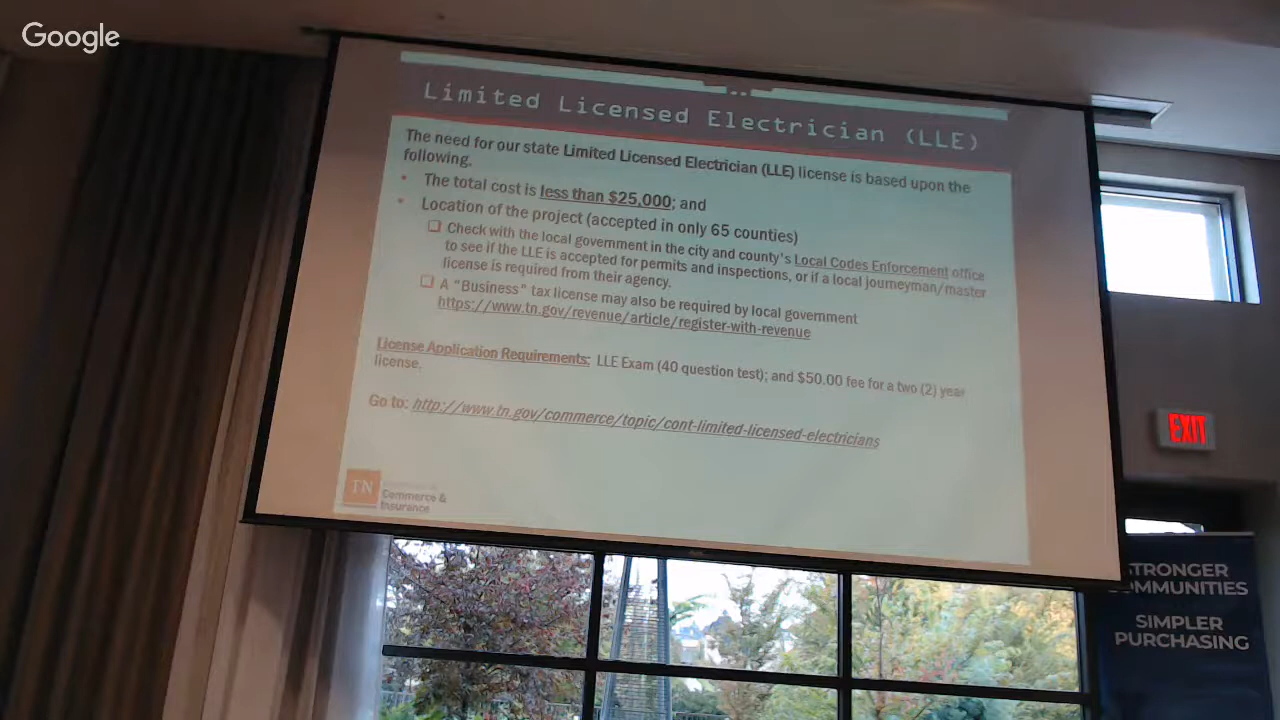 Google
Limited Licensed Electrician (LLE)
The need for our state Limited Licensed Electrician (LLE) license is based upon the
following.
• The total cost is less than $25,000; and
• Location of the project (accepted in only 65 counties)
❑ Check with the local government in the city and county's Local Codes Enforcement office
to see if the LLE is accepted for permits and inspections, or if a local journeyman/master
license is required from their agency.
❑ A "Business" tax license may also be required by local government
https://www.tn.gov/revenue/article/register-with-revenue
License Application Requirements: LLE Exam (40 question test); and $50.00 fee for a two (2) year
license.
Go to: http://www.tn.gov/commerce/topic/cont-limited-licensed-electricians
TN
Commerce &
Insurance
EXIT
STRONGER
COMMUNITIES
SIMPLER
PURCHASING